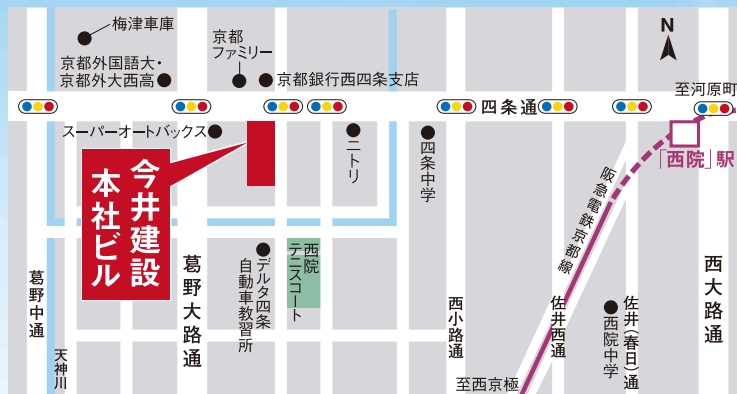 梅津車庫
京都外国語大・
京都外大西高
京都
ファミリー
京都銀行西四条支店
N
至河原町
四条通
スーパーオートバックス
ニトリ
四条中学
「西院」駅
今井建設
本社ビル
阪急電鉄京都線
葛野中通
天神川
葛野大路通
デルタ四条
自動車教習所
西院
テニスコート
西小路通
佐井西通
西院中学
佐井(春日)通
西大路通
至西京極